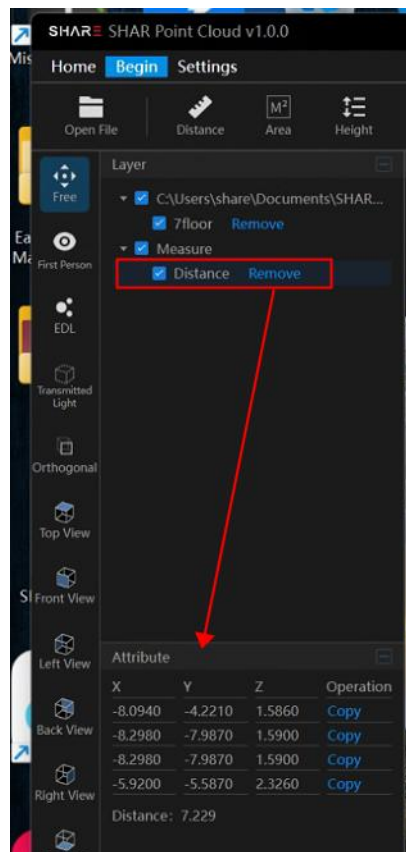 SHARE SHAR Point Cloud v1.0.0
Mis
Home Begin Settings
Open File Distance M² Area Height
Layer
Free
C:\Users\share\Documents\SHAR...
7floor Remove
Ea
Ma
First Person
Measure
Distance Remove
EDL
Transmitted
Light
Orthogonal
Top View
Front View
Left View
Back View
Right View
Attribute
X Y Z Operation
-8.0940 -4.2210 1.5860 Copy
-8.2980 -7.9870 1.5900 Copy
-8.2980 -7.9870 1.5900 Copy
-5.9200 -5.5870 2.3260 Copy
Distance: 7.229